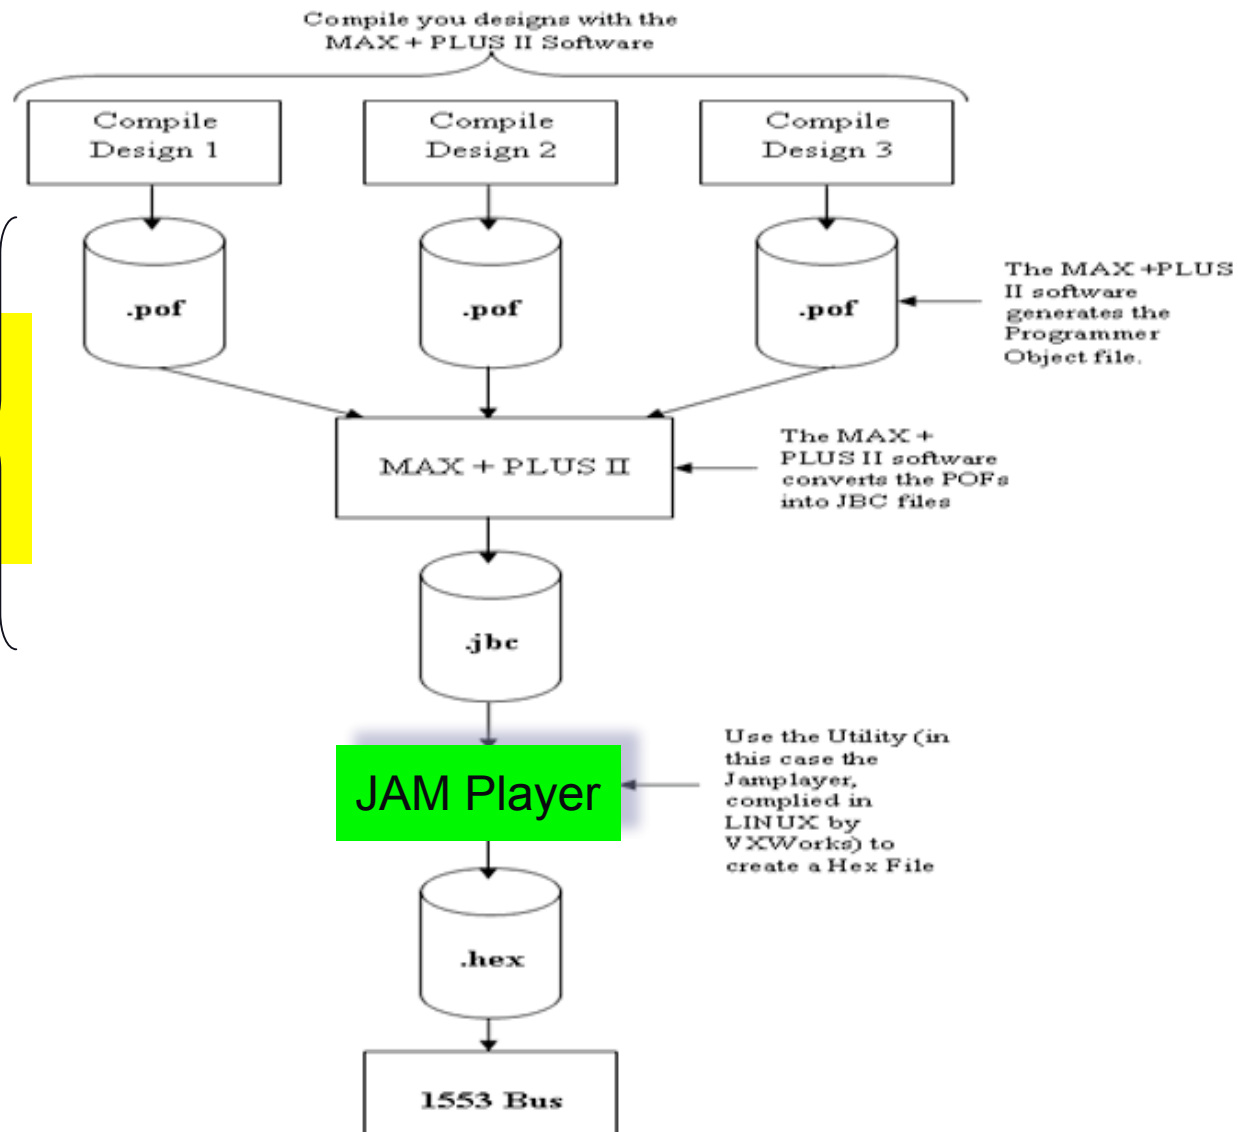 Compile you designs with the
MAX + PLUS II Software
Compile
Design 1
Compile
Design 2
Compile
Design 3
.pof
.pof
.pof
The MAX +PLUS
II software
generates the
Programmer
Object file.
MAX + PLUS II
The MAX +
PLUS II software
converts the POFs
into JBC files
.jbc
JAM Player
Use the Utility (in
this case the
Jamplayer,
complied in
LINUX by
VXWorks) to
create a Hex File
.hex
1553 Bus